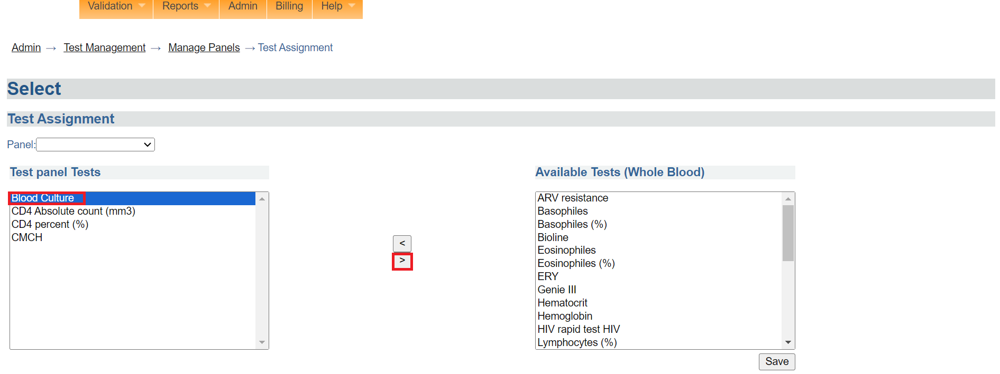 Validation Reports Admin Billing Help
Admin → Test Management → Manage Panels → Test Assignment
Select
Test Assignment
Panel:
Test panel Tests
Blood Culture
CD4 Absolute count (mm3)
CD4 percent (%)
CMCH
<
>
Available Tests (Whole Blood)
ARV resistance
Basophiles
Basophiles (%)
Bioline
Eosinophiles
Eosinophiles (%)
ERY
Genie III
Hematocrit
Hemoglobin
HIV rapid test HIV
Lymphocytes (%)
Save